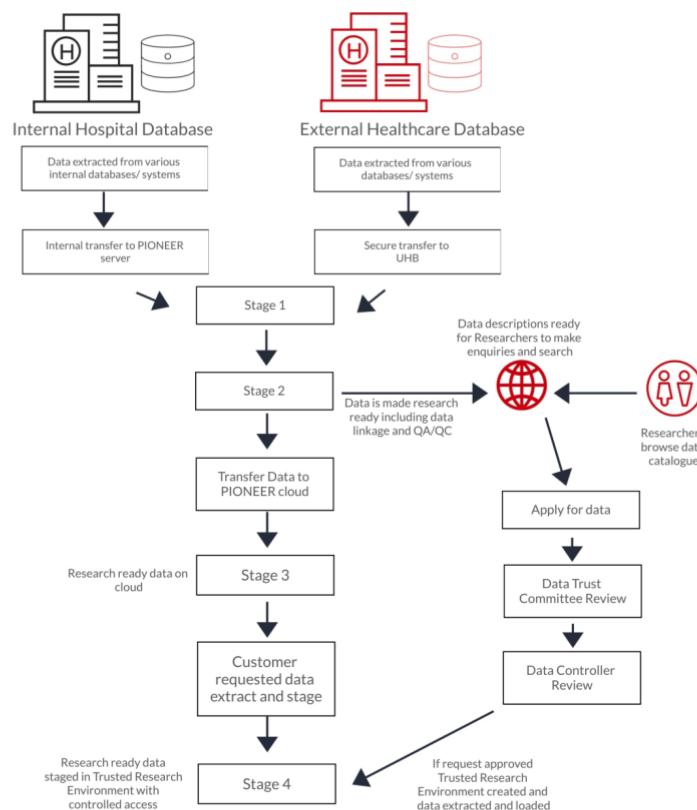 H
H
Internal Hospital Database
External Healthcare Database
Data extracted from various
internal databases/ systems
Data extracted from various
databases/ systems
Internal transfer to PIONEER
server
Secure transfer to
UHB
Stage 1
Data descriptions ready
for Researchers to make
enquiries and search
Stage 2
Data is made research
ready including data
linkage and QA/QC
Researcher
browse dat
catalogue
Transfer Data to
PIONEER cloud
Apply for data
Research ready data on
cloud
Stage 3
Data Trust
Committee Review
Customer
requested data
extract and stage
Data Controller
Review
Research ready data
staged in Trusted Research
Environment with
controlled access
Stage 4
If request approved
Trusted Research
Environment created and
data extracted and loaded